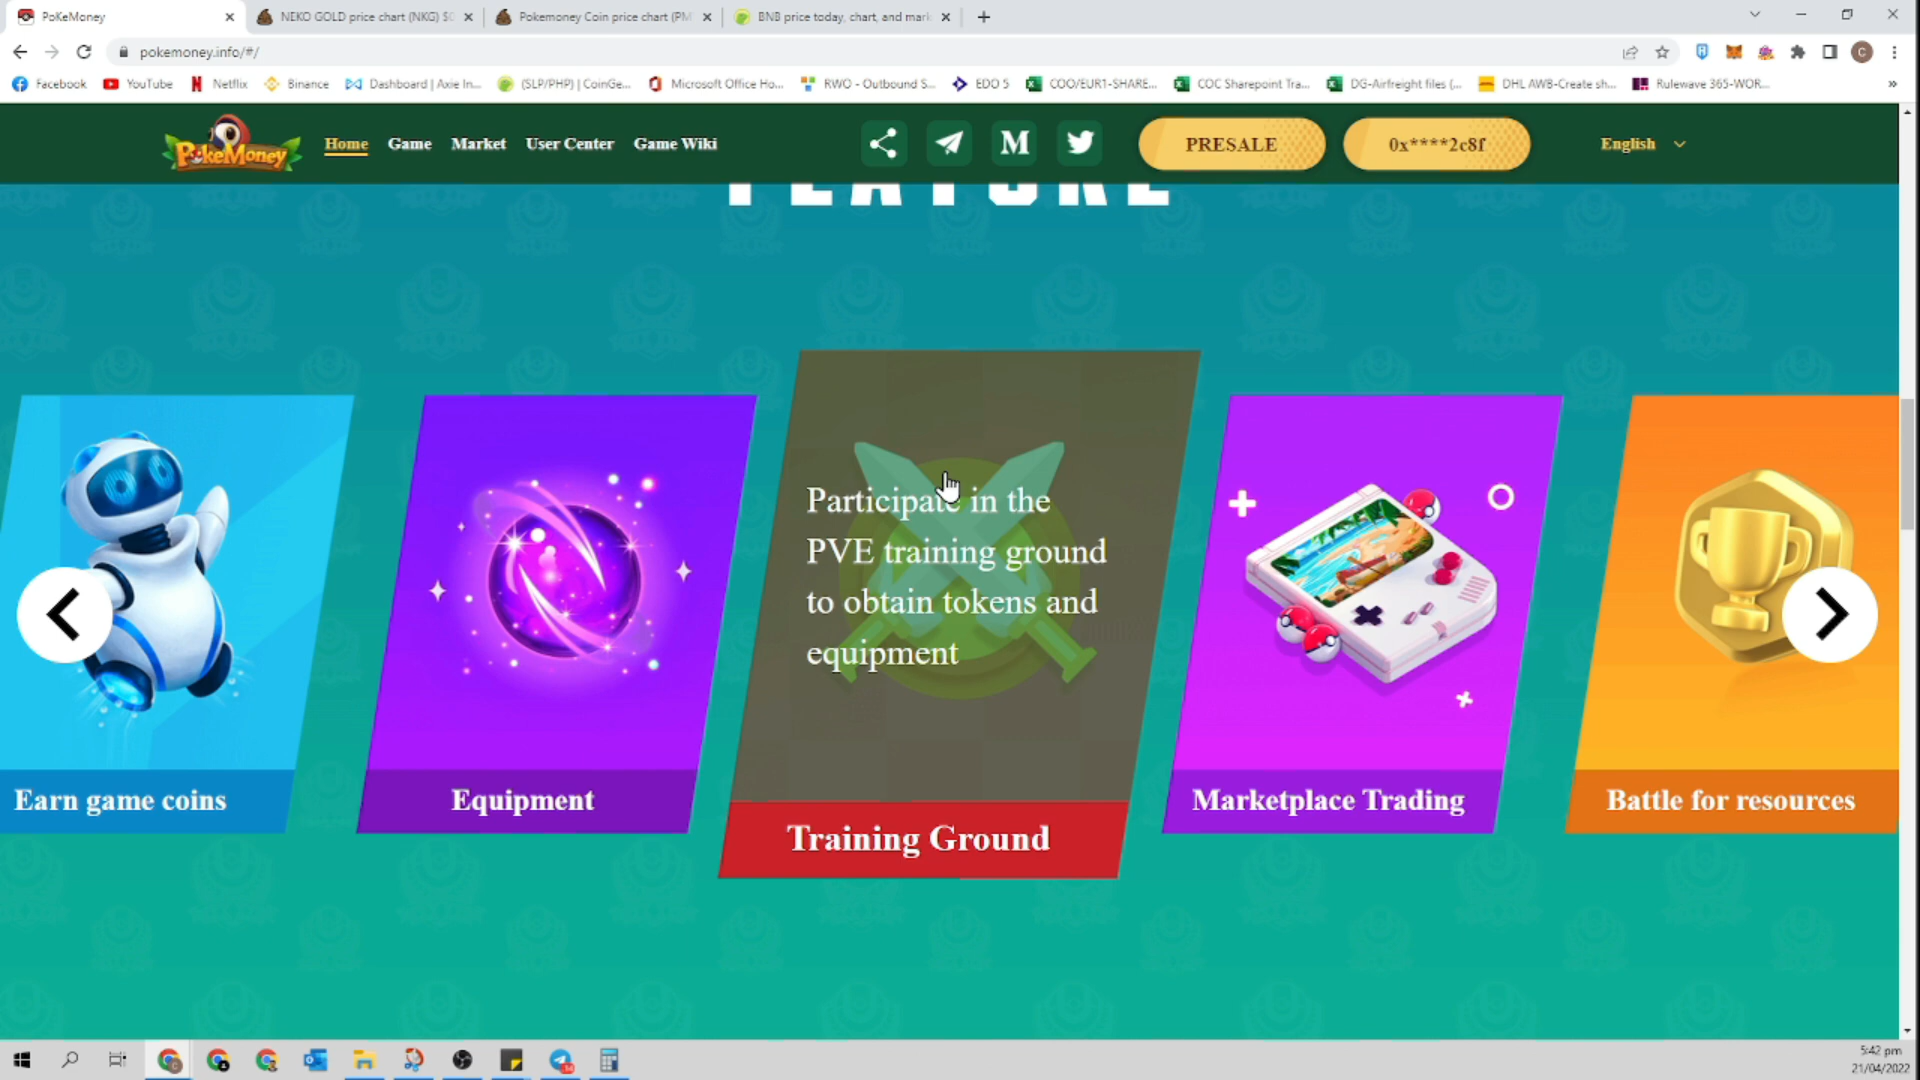 PoKeMoney
NEKO GOLD price chart (NKG) $0
Pokemoney Coin price chart (PM
BNB price today, chart, and mark
pokemoney.info/#/
C
Facebook
YouTube
Netflix
Binance
Dashboard | Axie In...
(SLP/PHP) | CoinGe...
Microsoft Office Ho...
RWO - Outbound S...
EDO 5
COO/EUR1-SHARE...
COC Sharepoint Tra...
DG-Airfreight files (...
DHL AWB-Create sh...
Rulewave 365-WOR...
PokeMoney
Home
Game
Market
User Center
Game Wiki
M
PRESALE
0x****2c8f
English
FEATURE
Participate in the
PVE training ground
to obtain tokens and
equipment
Earn game coins
Equipment
Training Ground
Marketplace Trading
Battle for resources
5:42 pm
21/04/2022